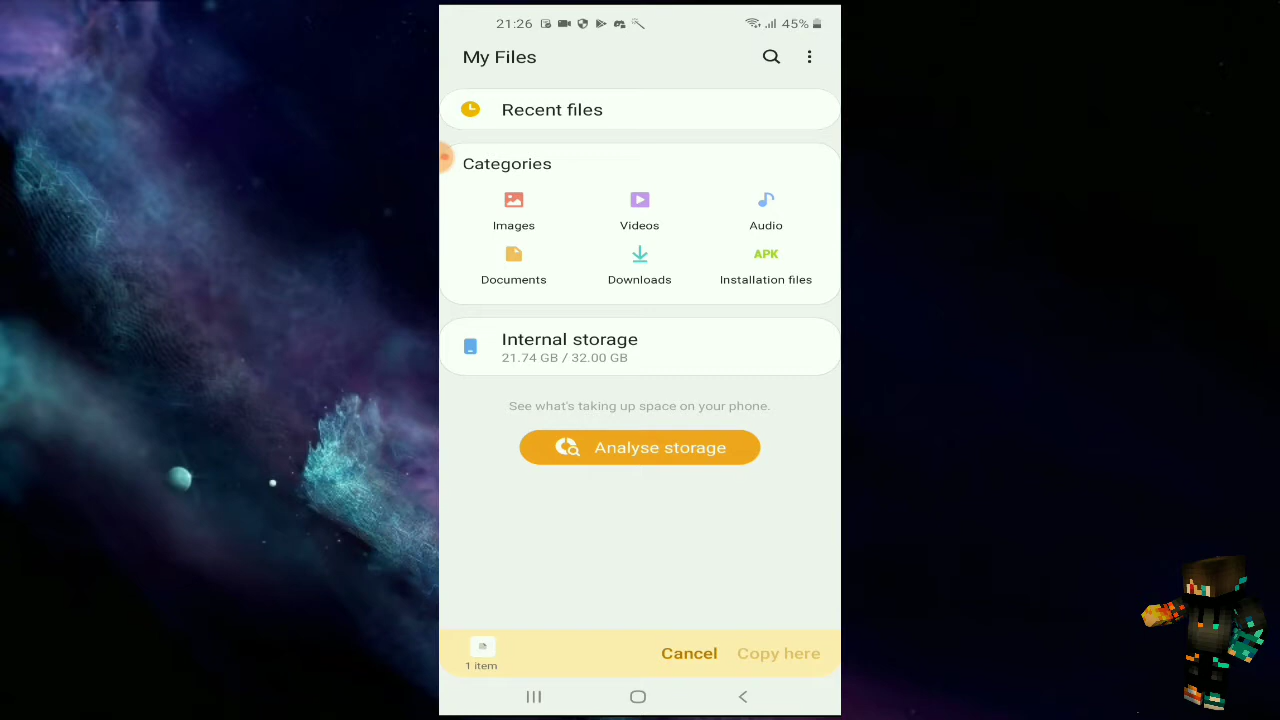 21:26
45%
My Files
Recent files
Categories
Images
Videos
Audio
APK
Documents
Downloads
Installation files
Internal storage
21.74 GB / 32.00 GB
See what's taking up space on your phone.
Analyse storage
1 item
Cancel
Copy here